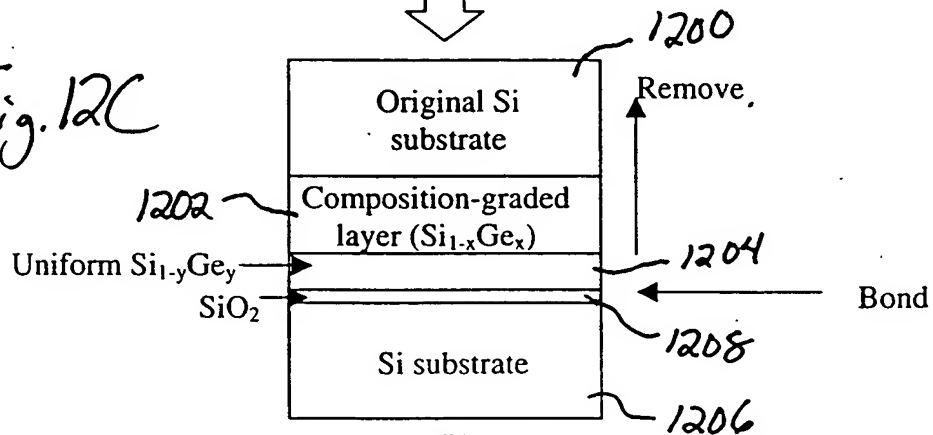 1200
Fig. 12C
Original Si
substrate
Remove
1202
Composition-graded
layer (Si₁₋ₓGeₓ)
Uniform Si₁₋ᵧGeᵧ
1204
SiO₂
Bond
1208
Si substrate
1206